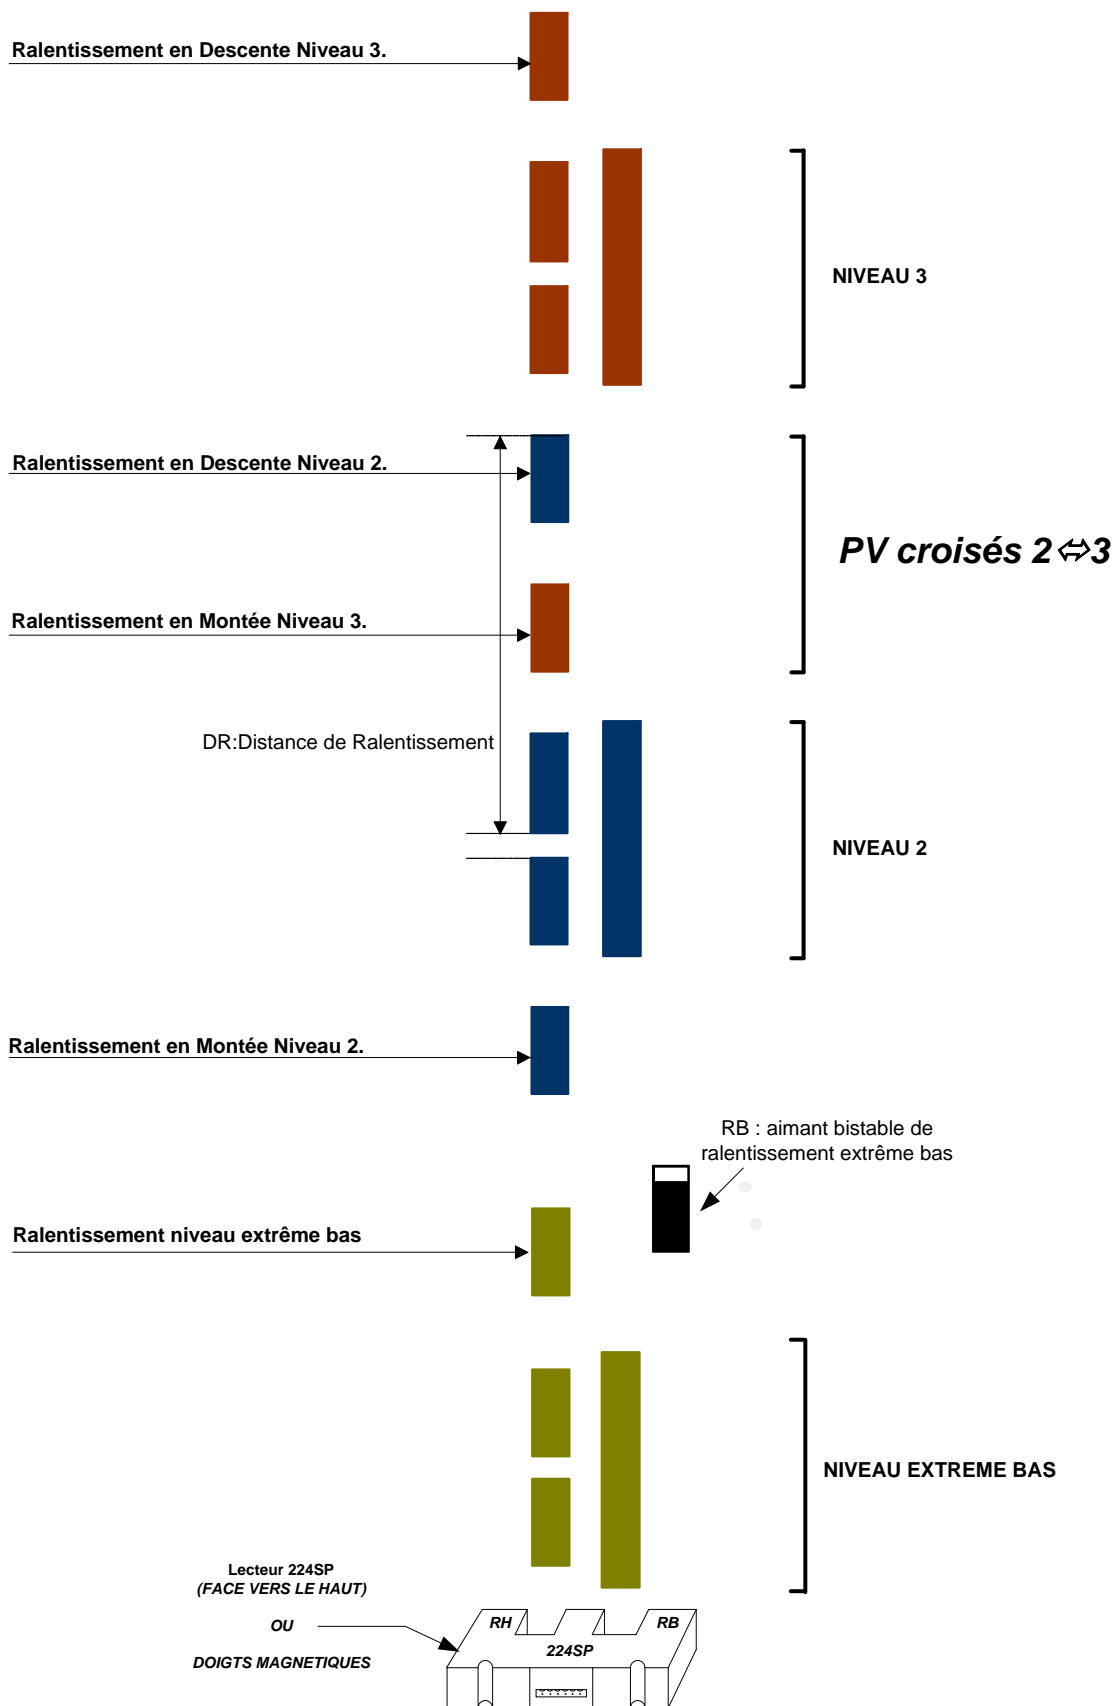 Ralentissement en Descente Niveau 3.
NIVEAU 3
Ralentissement en Descente Niveau 2.
PV croisés 2⬄3
Ralentissement en Montée Niveau 3.
DR:Distance de Ralentissement
NIVEAU 2
Ralentissement en Montée Niveau 2.
RB : aimant bistable de
ralentissement extrême bas
Ralentissement niveau extrême bas
NIVEAU EXTREME BAS
Lecteur 224SP
(FACE VERS LE HAUT)
OU
DOIGTS MAGNETIQUES
RH
RB
224SP